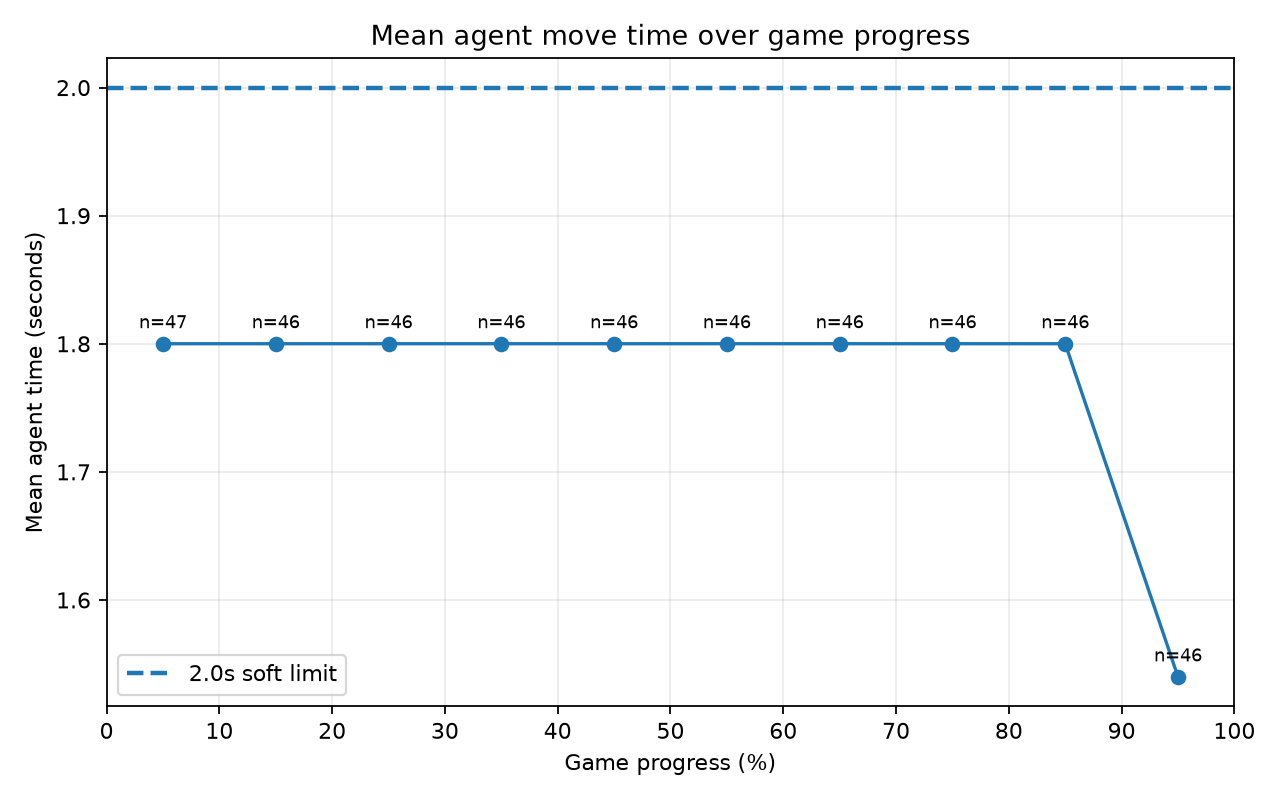 Mean agent move time over game progress
Mean agent time (seconds)
2.0
1.9
1.8
1.7
1.6
n=47 n=46 n=46 n=46 n=46 n=46 n=46 n=46 n=46
n=46
2.0s soft limit
0 10 20 30 40 50 60 70 80 90 100
Game progress (%)